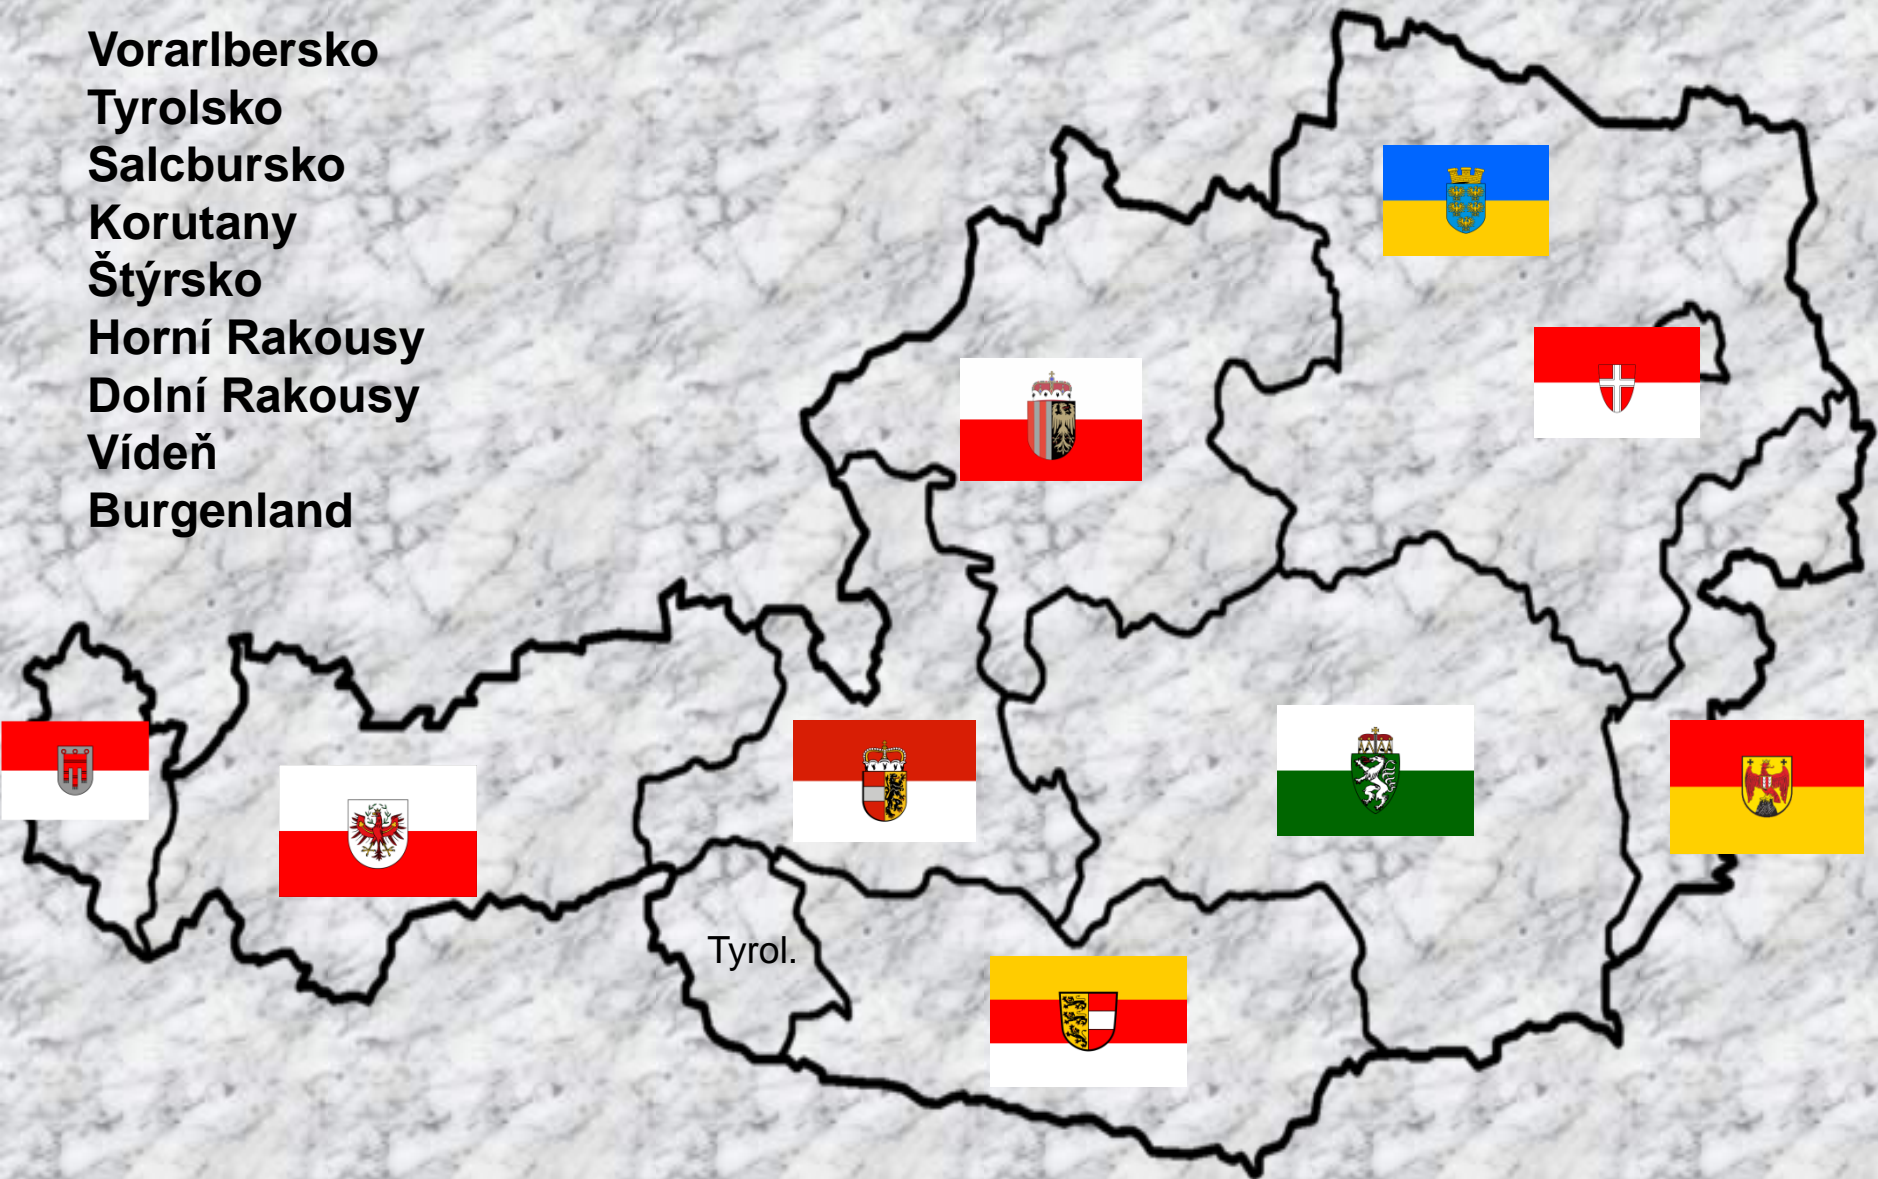 Vorarlbersko
Tyrolsko
Salcbursko
Korutany
Štýrsko
Horní Rakousy
Dolní Rakousy
Vídeň
Burgenland
Tyrol.